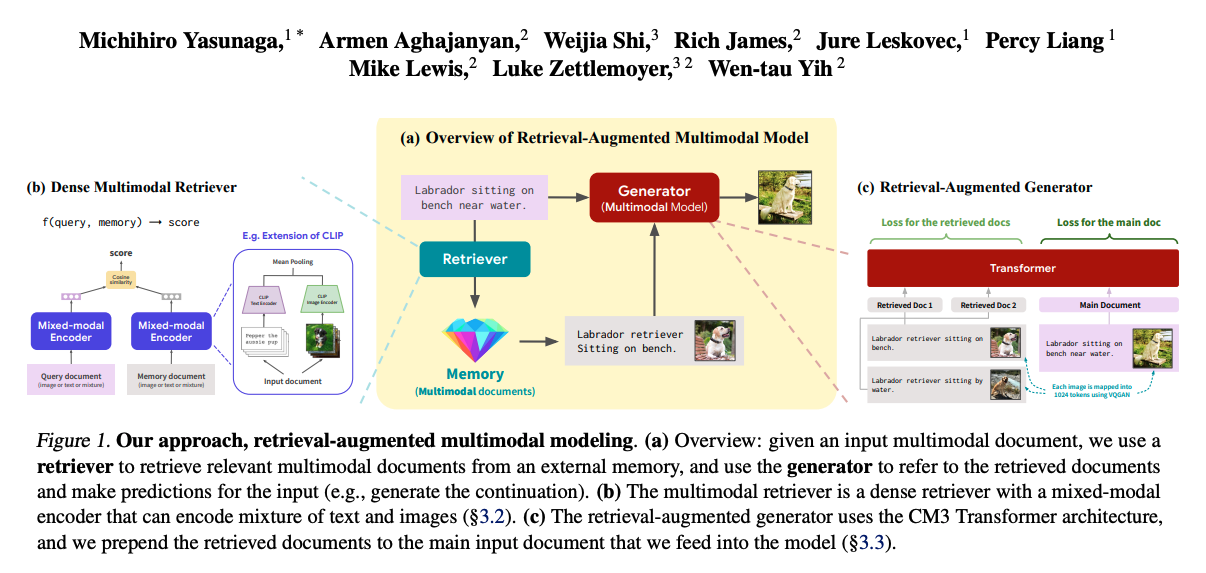 Michihiro Yasunaga,1 * Armen Aghajanyan,2 Weijia Shi,3 Rich James,2 Jure Leskovec,1 Percy Liang 1
Mike Lewis,2 Luke Zettlemoyer,3 2 Wen-tau Yih 2
(a) Overview of Retrieval-Augmented Multimodal Model
Labrador sitting on
bench near water.
Generator
(Multimodal Model)
Retriever
Labrador retriever
Sitting on bench.
Memory
(Multimodal documents)
(b) Dense Multimodal Retriever
f(query, memory) → score
score
Cosine
similarity
Mixed-modal
Encoder
Mixed-modal
Encoder
Query document
(image or text or mixture)
Memory document
(image or text or mixture)
E.g. Extension of CLIP
Mean Pooling
CLIP
Text Encoder
CLIP
Image Encoder
Pepper the
aussie pup
Input document
(c) Retrieval-Augmented Generator
Loss for the retrieved docs
Loss for the main doc
Transformer
Retrieved Doc 1
Retrieved Doc 2
Main Document
Labrador retriever sitting on
bench.
Labrador sitting on
bench near water.
Labrador retriever sitting by
water.
Each image is mapped into
1024 tokens using VQGAN
Figure 1. Our approach, retrieval-augmented multimodal modeling. (a) Overview: given an input multimodal document, we use a
retriever to retrieve relevant multimodal documents from an external memory, and use the generator to refer to the retrieved documents
and make predictions for the input (e.g., generate the continuation). (b) The multimodal retriever is a dense retriever with a mixed-modal
encoder that can encode mixture of text and images (§3.2). (c) The retrieval-augmented generator uses the CM3 Transformer architecture,
and we prepend the retrieved documents to the main input document that we feed into the model (§3.3).